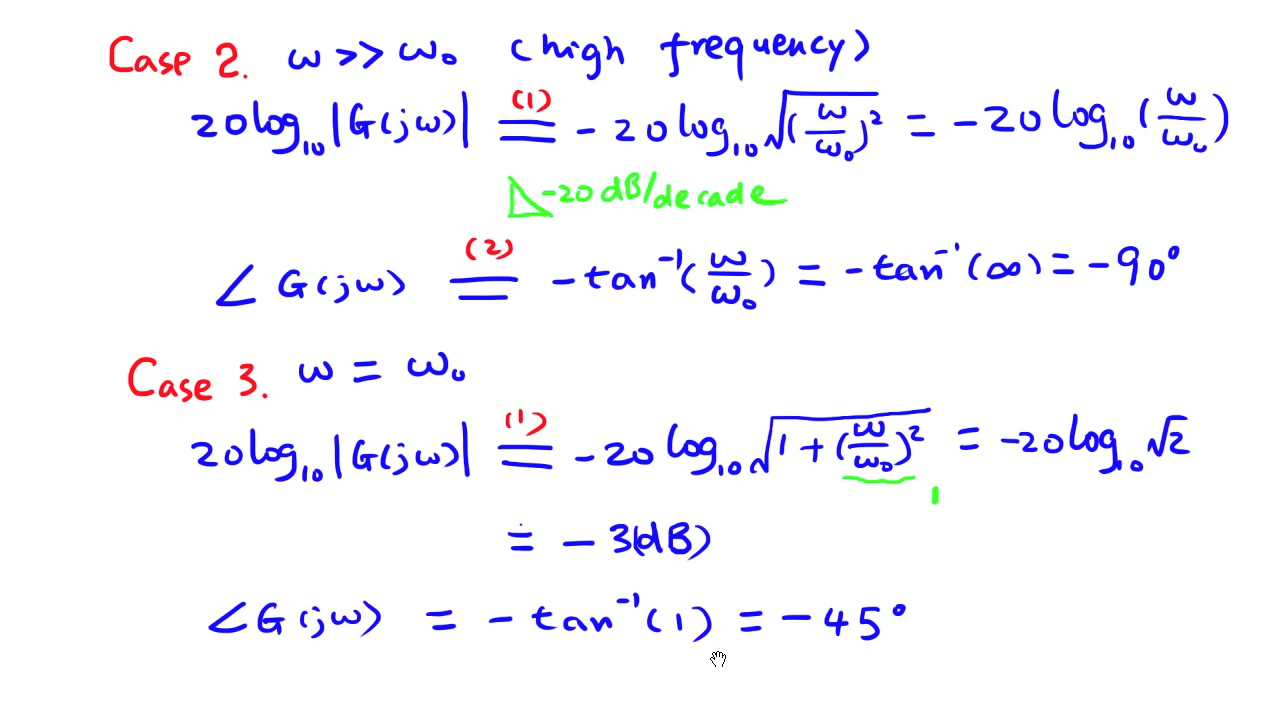 Case 2. ω >> ω₀ (high frequency)
20log₁₀|G(jω)| =(1) -20log₁₀√((ω/ω₀)²) = -20log₁₀(ω/ω₀)
-20dB/decade
∠G(jω) =(2) -tan⁻¹(ω/ω₀) = -tan⁻¹(∞) = -90°
Case 3. ω = ω₀
20log₁₀|G(jω)| =(1) -20log₁₀√(1+(ω/ω₀)²) = -20log₁₀√2
1
≐ -3(dB)
∠G(jω) = -tan⁻¹(1) = -45°